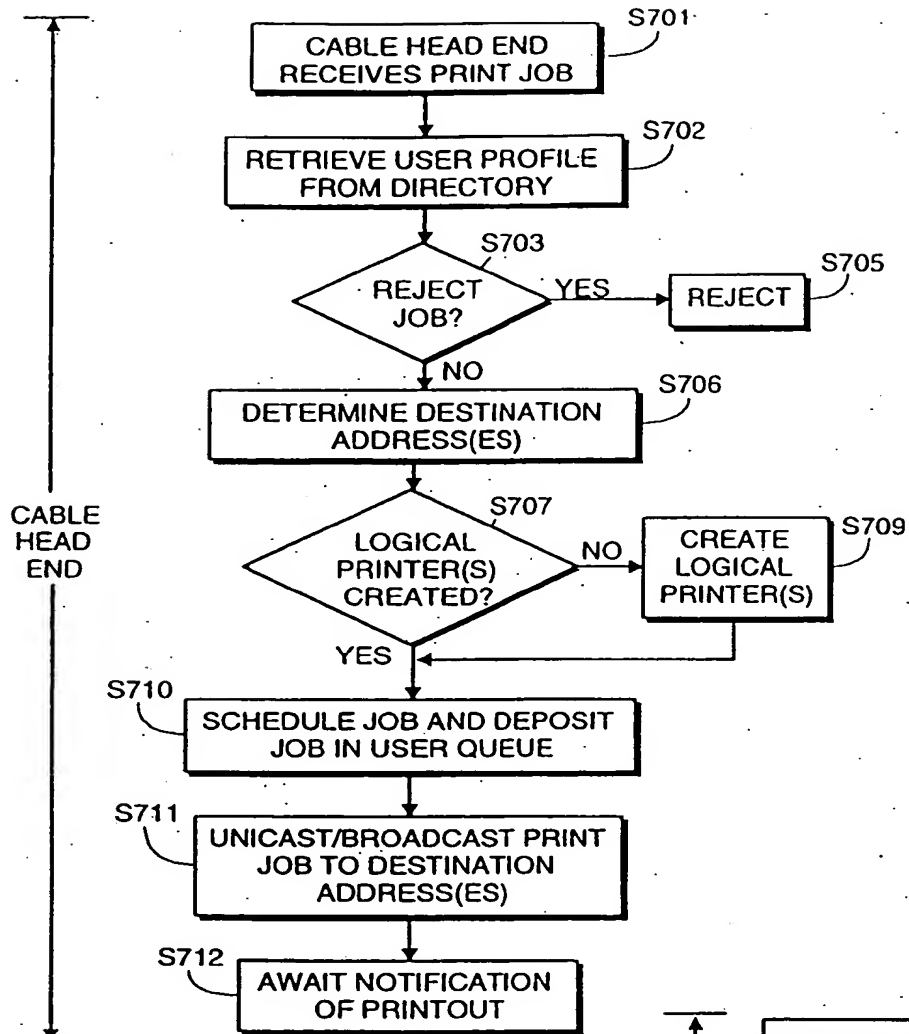 S701
CABLE HEAD END
RECEIVES PRINT JOB
S702
RETRIEVE USER PROFILE
FROM DIRECTORY
S703
REJECT
JOB?
YES
S705
REJECT
NO
S706
DETERMINE DESTINATION
ADDRESS(ES)
CABLE
HEAD
END
S707
LOGICAL
PRINTER(S)
CREATED?
NO
S709
CREATE
LOGICAL
PRINTER(S)
YES
S710
SCHEDULE JOB AND DEPOSIT
JOB IN USER QUEUE
S711
UNICAST/BROADCAST PRINT
JOB TO DESTINATION
ADDRESS(ES)
S712
AWAIT NOTIFICATION
OF PRINTOUT